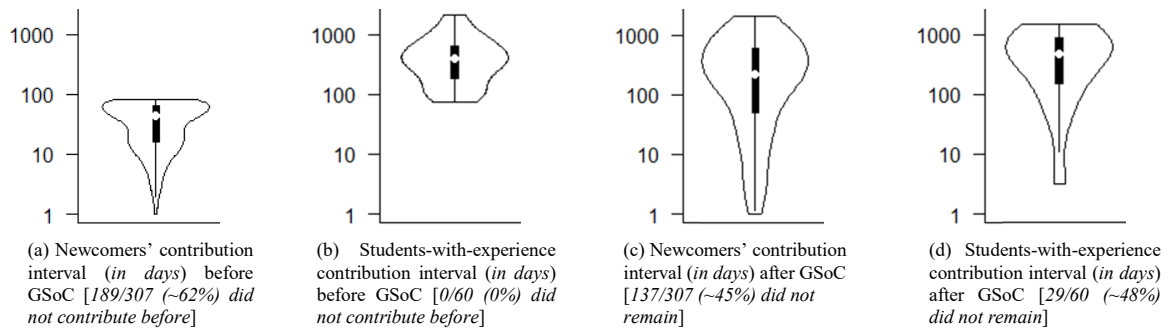 1000
100
10
1
(a) Newcomers’ contribution
interval (in days) before
GSoC [189/307 (~62%) did
not contribute before]
1000
100
10
1
(b) Students-with-experience
contribution interval (in days)
before GSoC [0/60 (0%) did
not contribute before]
1000
100
10
1
(c) Newcomers’ contribution
interval (in days) after GSoC
[137/307 (~45%) did not
remain]
1000
100
10
1
(d) Students-with-experience
contribution interval (in days)
after GSoC [29/60 (~48%)
did not remain]